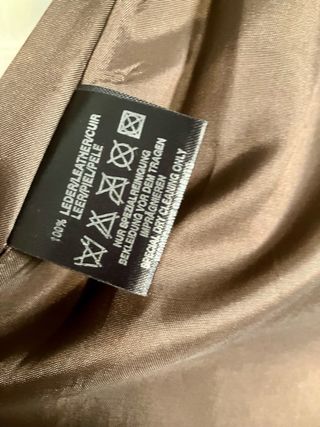 100% LEDER/LEATHER/CUIR
LEER/PIEL/PELE
NUR SPEZIALREINIGUNG
BEKLEIDUNG VOR DEM TRAGEN
IMPRÄGNIEREN
SPECIAL DRY CLEANING ONLY